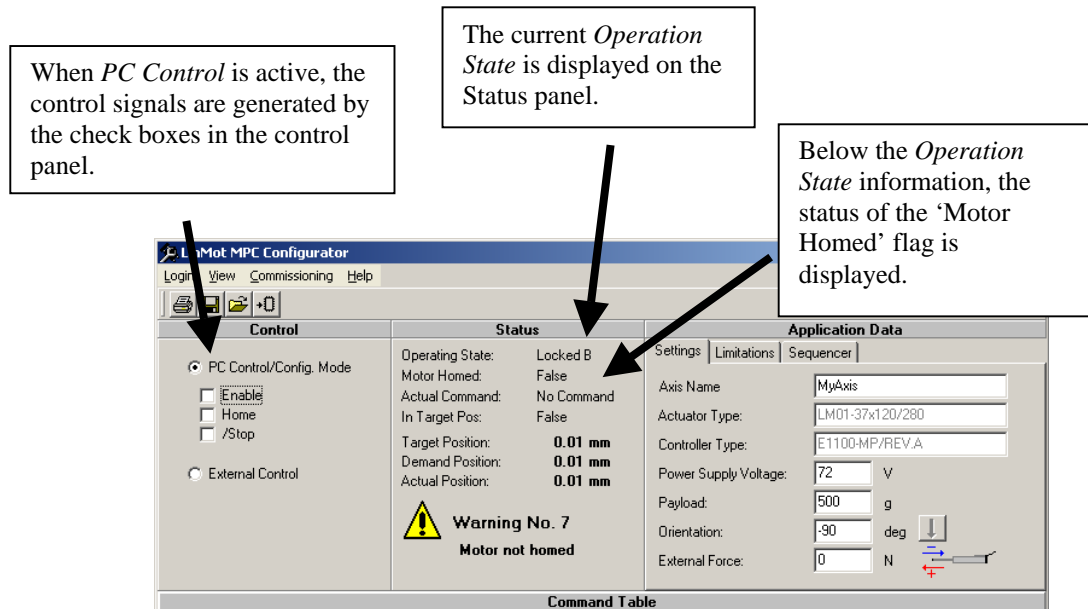 The current Operation
State is displayed on the
Status panel.
When PC Control is active, the
control signals are generated by
the check boxes in the control
panel.
Below the Operation
State information, the
status of the ‘Motor
Homed’ flag is
displayed.
LinMot MPC Configurator
Login View Commissioning Help
Control
Status
Application Data
PC Control/Config. Mode
Enable
Home
/Stop
External Control
Operating State: Locked B
Motor Homed: False
Actual Command: No Command
In Target Pos: False
Target Position: 0.01 mm
Demand Position: 0.01 mm
Actual Position: 0.01 mm
Warning No. 7
Motor not homed
Settings Limitations Sequencer
Axis Name MyAxis
Actuator Type: LM01-37x120/280
Controller Type: E1100-MP/REV.A
Power Supply Voltage: 72 V
Payload: 500 g
Orientation: -90 deg
External Force: 0 N
Command Table